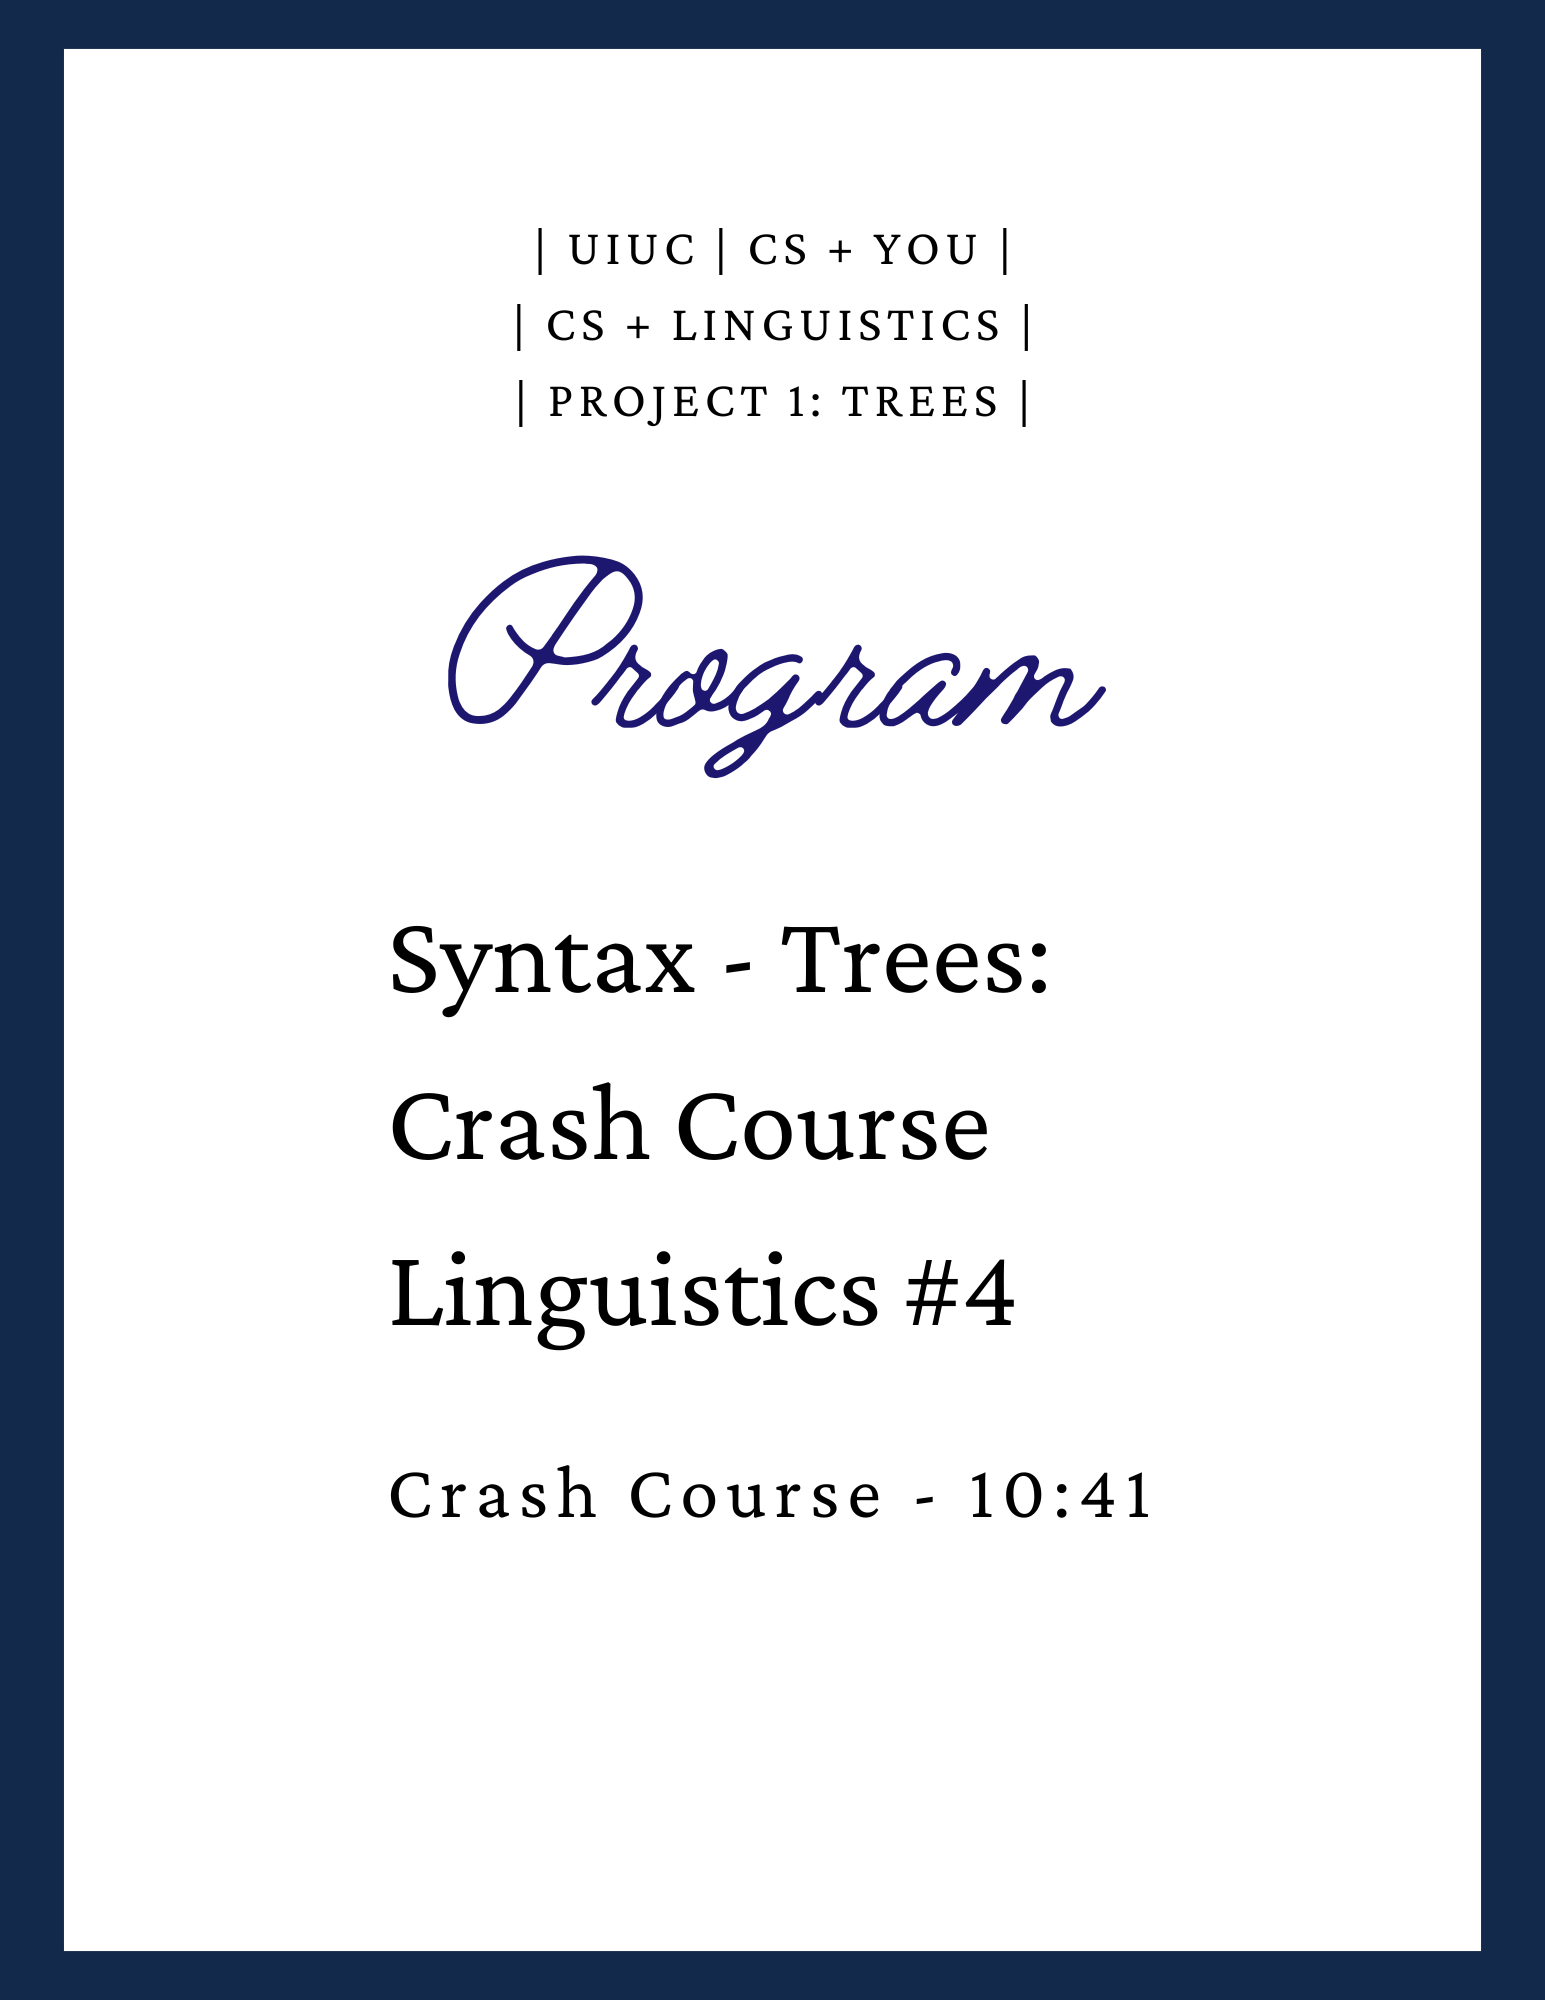 | UIUC | CS + YOU |
| CS + LINGUISTICS |
| PROJECT 1: TREES |
Program
Syntax - Trees:
Crash Course
Linguistics #4
Crash Course - 10:41